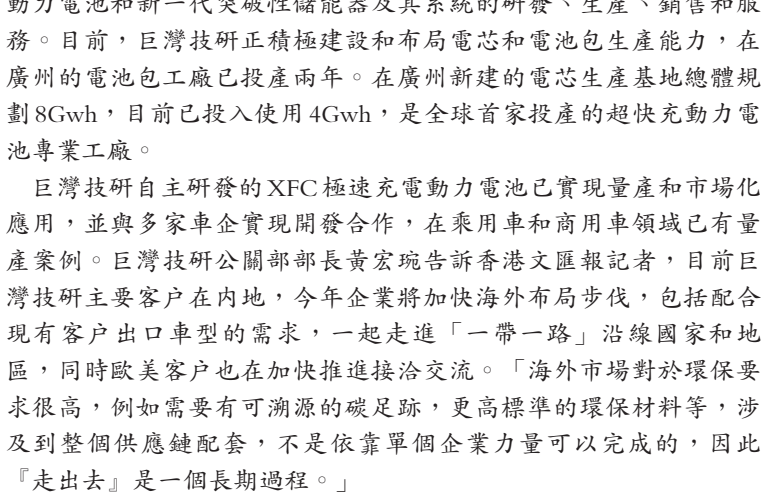 動力電池和新一代突破性儲能器及其系統的研發、生產、銷售和服
務。目前，巨灣技研正積極建設和布局電芯和電池包生產能力，在
廣州的電池包工廠已投產兩年。在廣州新建的電芯生產基地總體規
劃8Gwh，目前已投入使用4Gwh，是全球首家投產的超快充動力電
池專業工廠。
巨灣技研自主研發的XFC極速充電動力電池已實現量產和市場化
應用，並與多家車企實現開發合作，在乘用車和商用車領域已有量
產案例。巨灣技研公關部部長黃宏琬告訴香港文匯報記者，目前巨
灣技研主要客户在内地，今年企業將加快海外布局步伐，包括配合
現有客户出口車型的需求，一起走進「一帶一路」沿線國家和地
區，同時歐美客户也在加快推進接洽交流。「海外市場對於環保要
求很高，例如需要有可溯源的碳足跡，更高標準的環保材料等，涉
及到整個供應鏈配套，不是依靠單個企業力量可以完成的，因此
『走出去』是一個長期過程。」